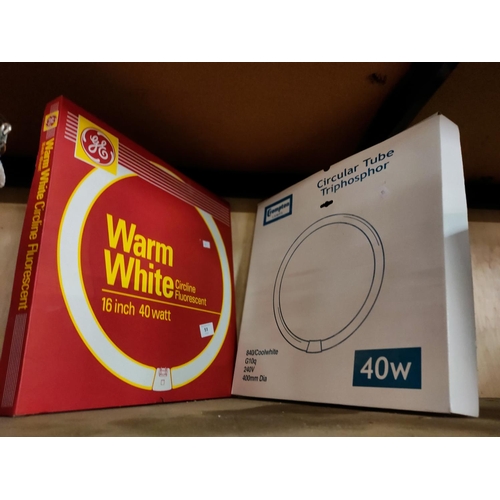 GE
Warm White Circline Fluorescent
Warm
White
Circline
Fluorescent
16 inch 40 watt
Crompton
Circular Tube
Triphosphor
840/Coolwhite
G10q
240V
400mm Dia
40W